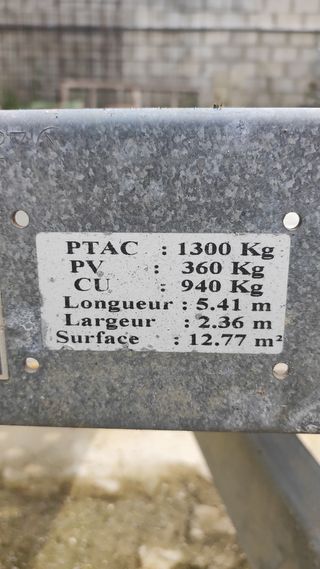 PTAC : 1300 Kg
PV : 360 Kg
CU : 940 Kg
Longueur : 5.41 m
Largeur : 2.36 m
Surface : 12.77 m²